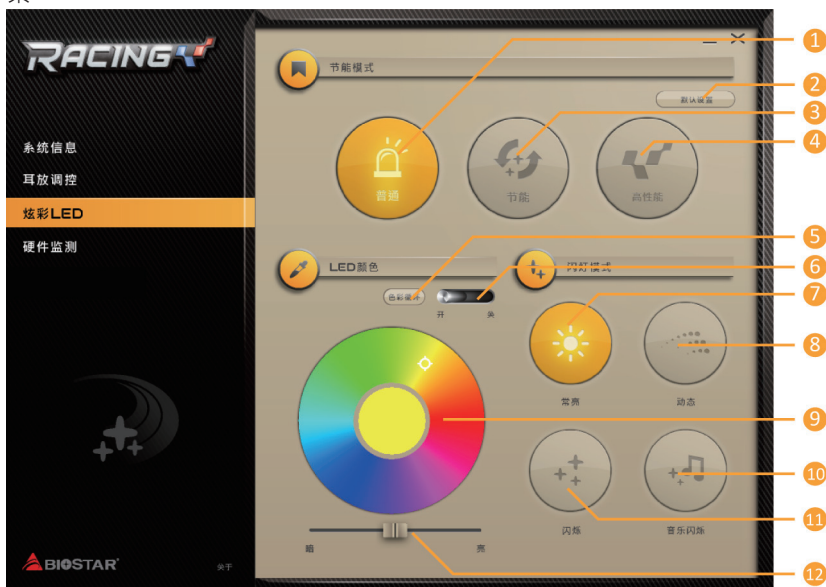 RACING
系统信息
耳放调控
炫彩LED
硬件监测
BIOSTAR
关于
节能模式
默认设置
普通
节能
高性能
LED颜色
色彩循环
开 关
暗 亮
闪灯模式
常亮 动态
闪烁 音乐闪烁
1
2
3
4
5
6
7
8
9
10
11
12